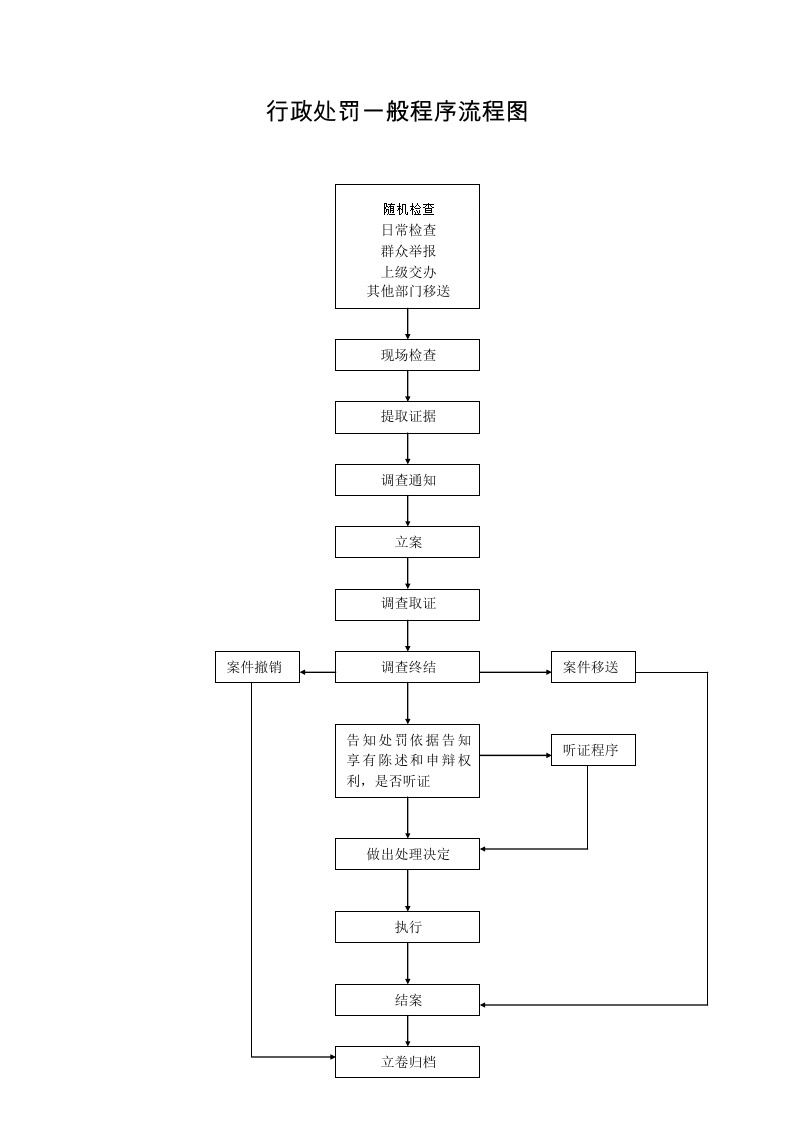 行政处罚一般程序流程图
随机检查
日常检查
群众举报
上级交办
其他部门移送
现场检查
提取证据
调查通知
立案
调查取证
案件撤销
调查终结
案件移送
告知处罚依据告知
享有陈述和申辩权
利，是否听证
听证程序
做出处理决定
执行
结案
立卷归档